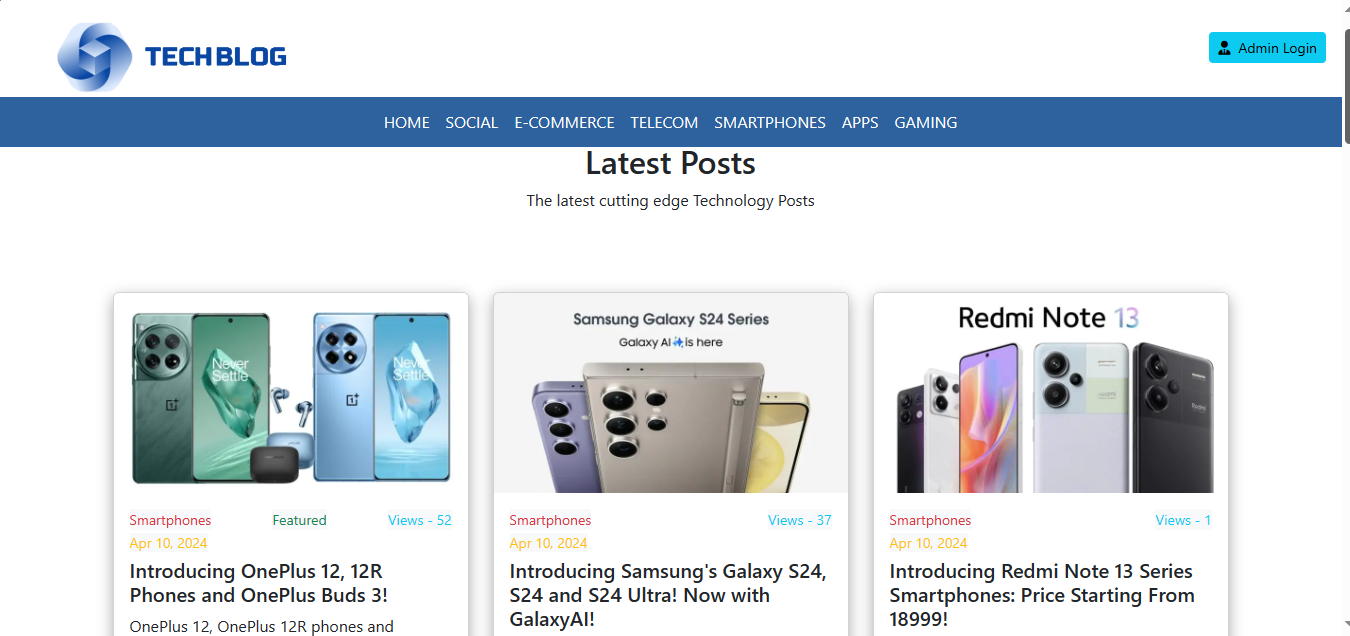 TECHBLOG
Admin Login
HOME SOCIAL E-COMMERCE TELECOM SMARTPHONES APPS GAMING
Latest Posts
The latest cutting edge Technology Posts
Never
Settle
Never
Settle
Samsung Galaxy S24 Series
Galaxy AI is here
Redmi Note 13
Redmi
Smartphones Featured Views - 52
Apr 10, 2024
Introducing OnePlus 12, 12R
Phones and OnePlus Buds 3!
OnePlus 12, OnePlus 12R phones and
Smartphones Views - 37
Apr 10, 2024
Introducing Samsung's Galaxy S24,
S24 and S24 Ultra! Now with
GalaxyAI!
Smartphones Views - 1
Apr 10, 2024
Introducing Redmi Note 13 Series
Smartphones: Price Starting From
18999!